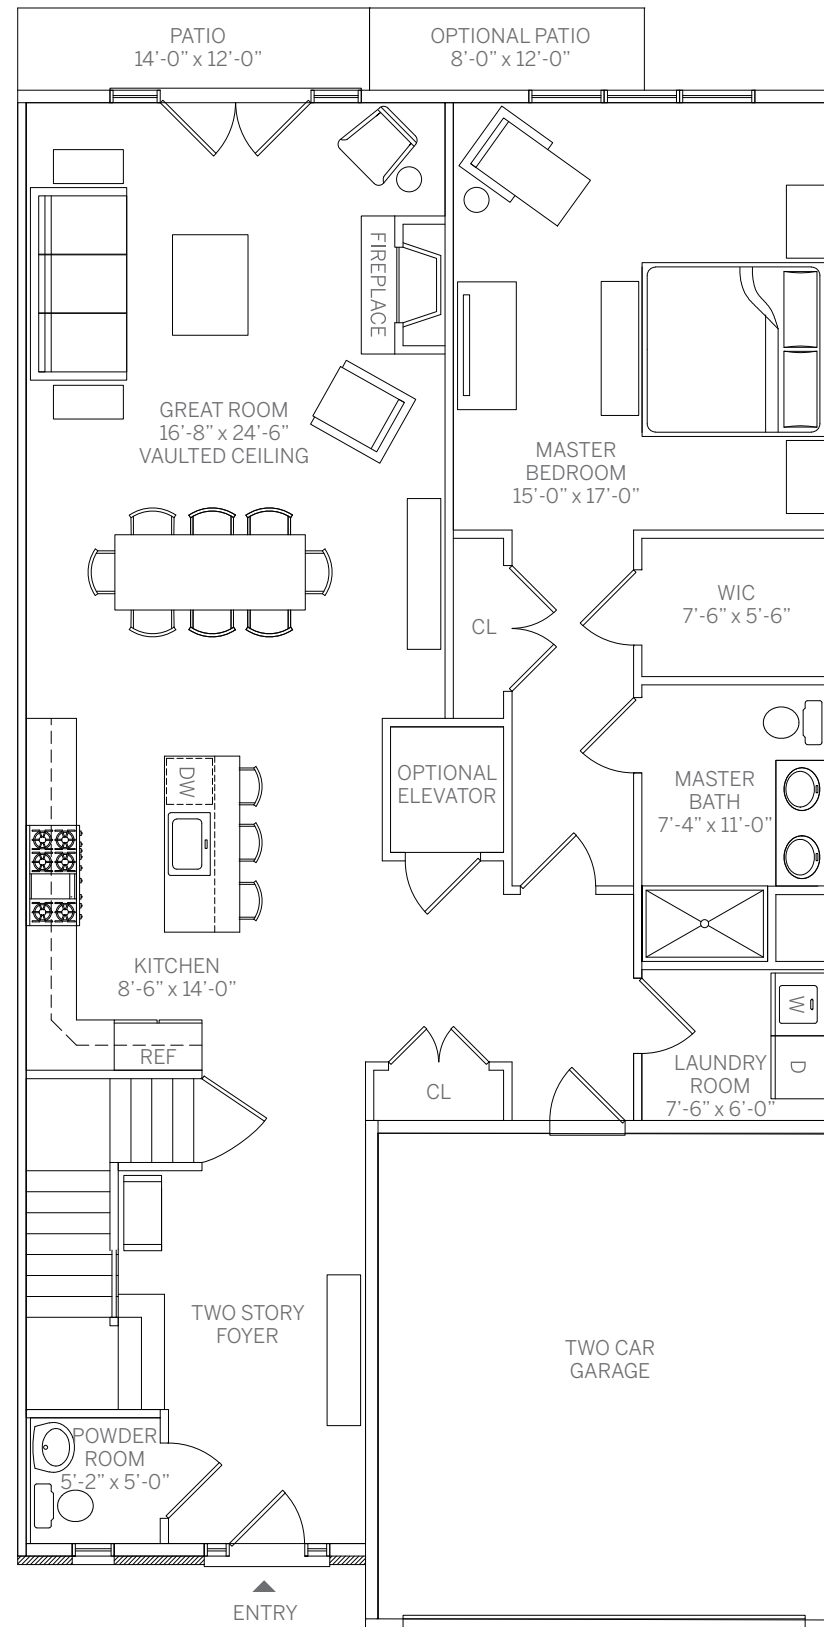 PATIO
14’-0” x 12’-0”
OPTIONAL PATIO
8’-0” x 12’-0”
FIREPLACE
GREAT ROOM
16’-8” x 24’-6”
VAULTED CEILING
MASTER
BEDROOM
15’-0” x 17’-0”
WIC
7’-6” x 5’-6”
CL
DW
OPTIONAL
ELEVATOR
MASTER
BATH
7’-4” x 11’-0”
KITCHEN
8’-6” x 14’-0”
REF
W
D
LAUNDRY
ROOM
7’-6” x 6’-0”
CL
TWO STORY
FOYER
TWO CAR
GARAGE
POWDER
ROOM
5’-2” x 5’-0”
ENTRY